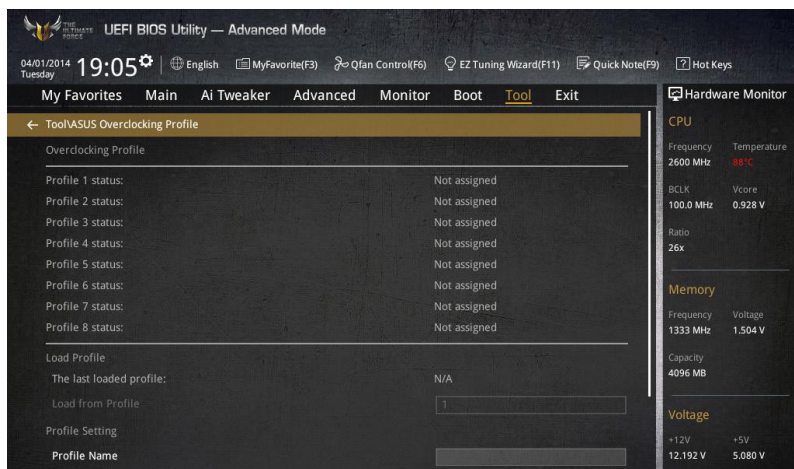 THE ULTIMATE FORCE
UEFI BIOS Utility — Advanced Mode
04/01/2014
Tuesday
19:05
English
MyFavorite(F3)
Qfan Control(F6)
EZ Tuning Wizard(F11)
Quick Note(F9)
? Hot Keys
My Favorites Main Ai Tweaker Advanced Monitor Boot Tool Exit
← Tool\ASUS Overclocking Profile
Overclocking Profile
Profile 1 status: Not assigned
Profile 2 status: Not assigned
Profile 3 status: Not assigned
Profile 4 status: Not assigned
Profile 5 status: Not assigned
Profile 6 status: Not assigned
Profile 7 status: Not assigned
Profile 8 status: Not assigned
Load Profile
The last loaded profile: N/A
Load from Profile 1
Profile Setting
Profile Name
Hardware Monitor
CPU
Frequency Temperature
2600 MHz 88°C
BCLK Vcore
100.0 MHz 0.928 V
Ratio
26x
Memory
Frequency Voltage
1333 MHz 1.504 V
Capacity
4096 MB
Voltage
+12V +5V
12.192 V 5.080 V